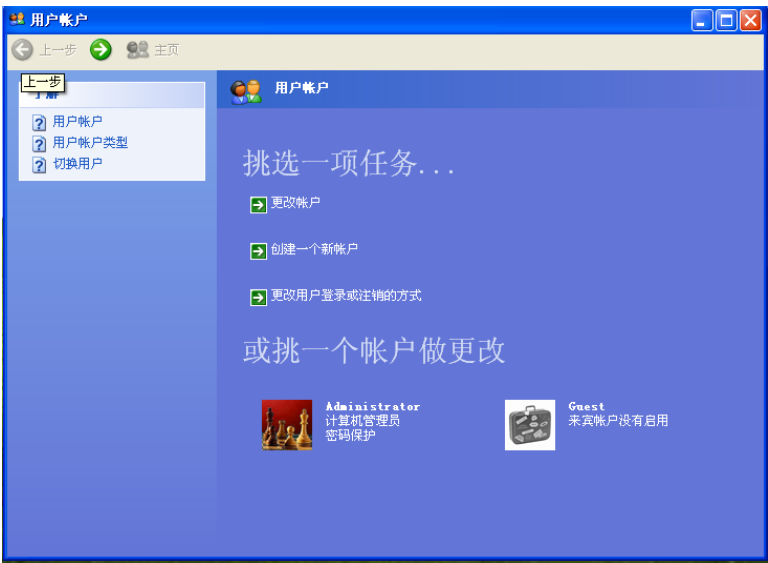 用户帐户
上一步
主页
上一步
用户帐户
用户帐户类型
切换用户
用户帐户
挑选一项任务...
更改帐户
创建一个新帐户
更改用户登录或注销的方式
或挑一个帐户做更改
Administrator
计算机管理员
密码保护
Guest
来宾帐户没有启用